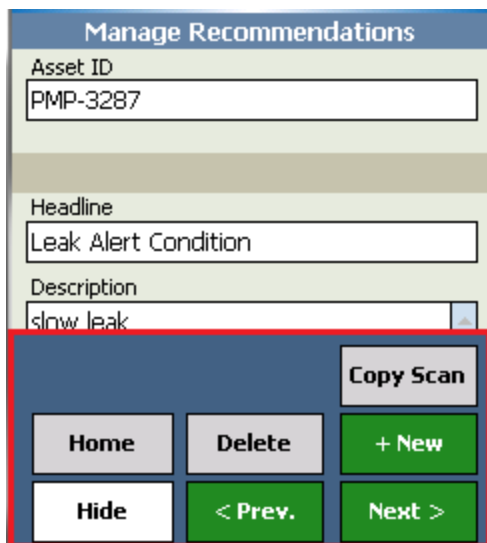 Manage Recommendations
Asset ID
PMP-3287
Headline
Leak Alert Condition
Description
slow leak
Copy Scan
Home Delete + New
Hide < Prev. Next >